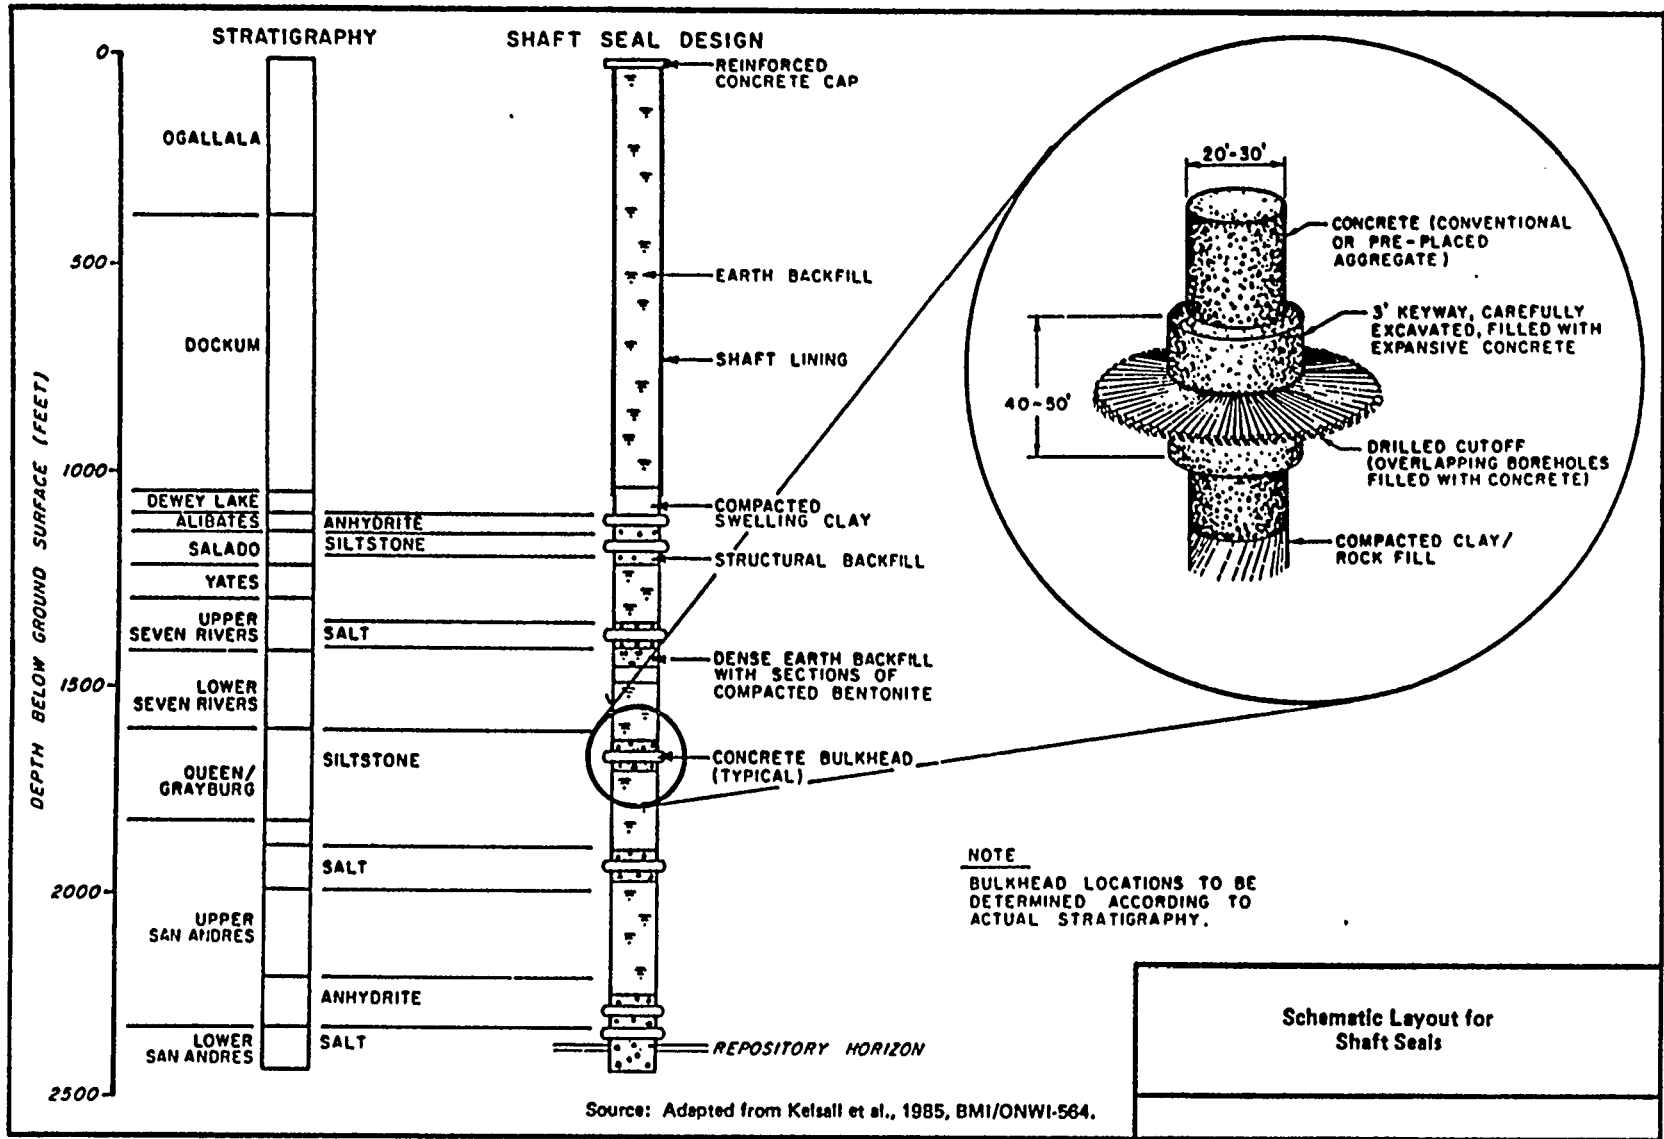 STRATIGRAPHY
SHAFT SEAL DESIGN
DEPTH BELOW GROUND SURFACE (FEET)
0
500
1000
1500
2000
2500
OGALLALA
DOCKUM
DEWEY LAKE
ALIBATES
SALADO
YATES
UPPER
SEVEN RIVERS
LOWER
SEVEN RIVERS
QUEEN/
GRAYBURG
UPPER
SAN ANDRES
LOWER
SAN ANDRES
ANHYDRITE
SILTSTONE
SALT
SILTSTONE
SALT
ANHYDRITE
SALT
REINFORCED
CONCRETE CAP
EARTH BACKFILL
SHAFT LINING
COMPACTED
SWELLING CLAY
STRUCTURAL BACKFILL
DENSE EARTH BACKFILL
WITH SECTIONS OF
COMPACTED BENTONITE
CONCRETE BULKHEAD
(TYPICAL)
REPOSITORY HORIZON
20'-30'
CONCRETE (CONVENTIONAL
OR PRE-PLACED
AGGREGATE)
3' KEYWAY, CAREFULLY
EXCAVATED, FILLED WITH
EXPANSIVE CONCRETE
40-50'
DRILLED CUTOFF
(OVERLAPPING BOREHOLES
FILLED WITH CONCRETE)
COMPACTED CLAY/
ROCK FILL
NOTE
BULKHEAD LOCATIONS TO BE
DETERMINED ACCORDING TO
ACTUAL STRATIGRAPHY.
Schematic Layout for
Shaft Seals
Source: Adapted from Kelsall et al., 1985, BMI/ONWI-564.